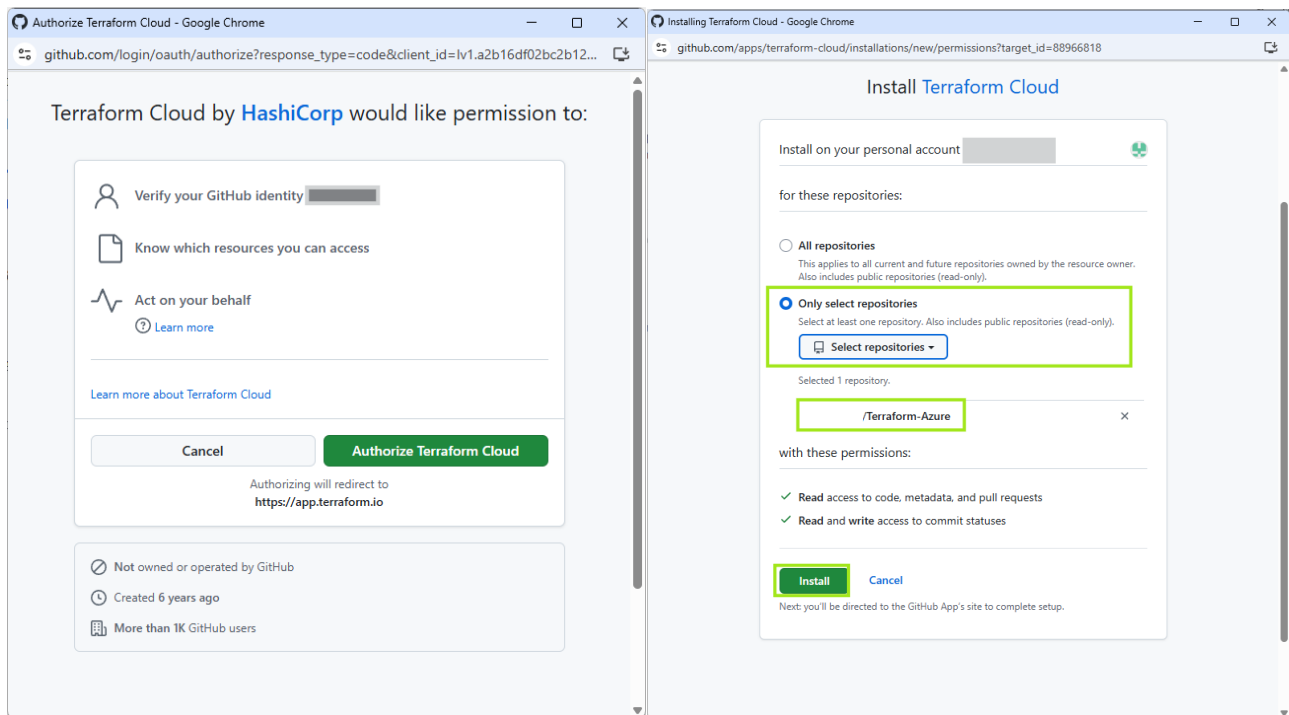 Authorize Terraform Cloud - Google Chrome
github.com/login/oauth/authorize?response_type=code&client_id=lv1.a2b16df02bc2b12...
Terraform Cloud by HashiCorp would like permission to:
Verify your GitHub identity
Know which resources you can access
Act on your behalf
Learn more
Learn more about Terraform Cloud
Cancel
Authorize Terraform Cloud
Authorizing will redirect to
https://app.terraform.io
Not owned or operated by GitHub
Created 6 years ago
More than 1K GitHub users
Installing Terraform Cloud - Google Chrome
github.com/apps/terraform-cloud/installations/new/permissions?target_id=88966818
Install Terraform Cloud
Install on your personal account
for these repositories:
All repositories
This applies to all current and future repositories owned by the resource owner.
Also includes public repositories (read-only).
Only select repositories
Select at least one repository. Also includes public repositories (read-only).
Select repositories
Selected 1 repository.
/Terraform-Azure
with these permissions:
Read access to code, metadata, and pull requests
Read and write access to commit statuses
Install
Cancel
Next: you'll be directed to the GitHub App's site to complete setup.